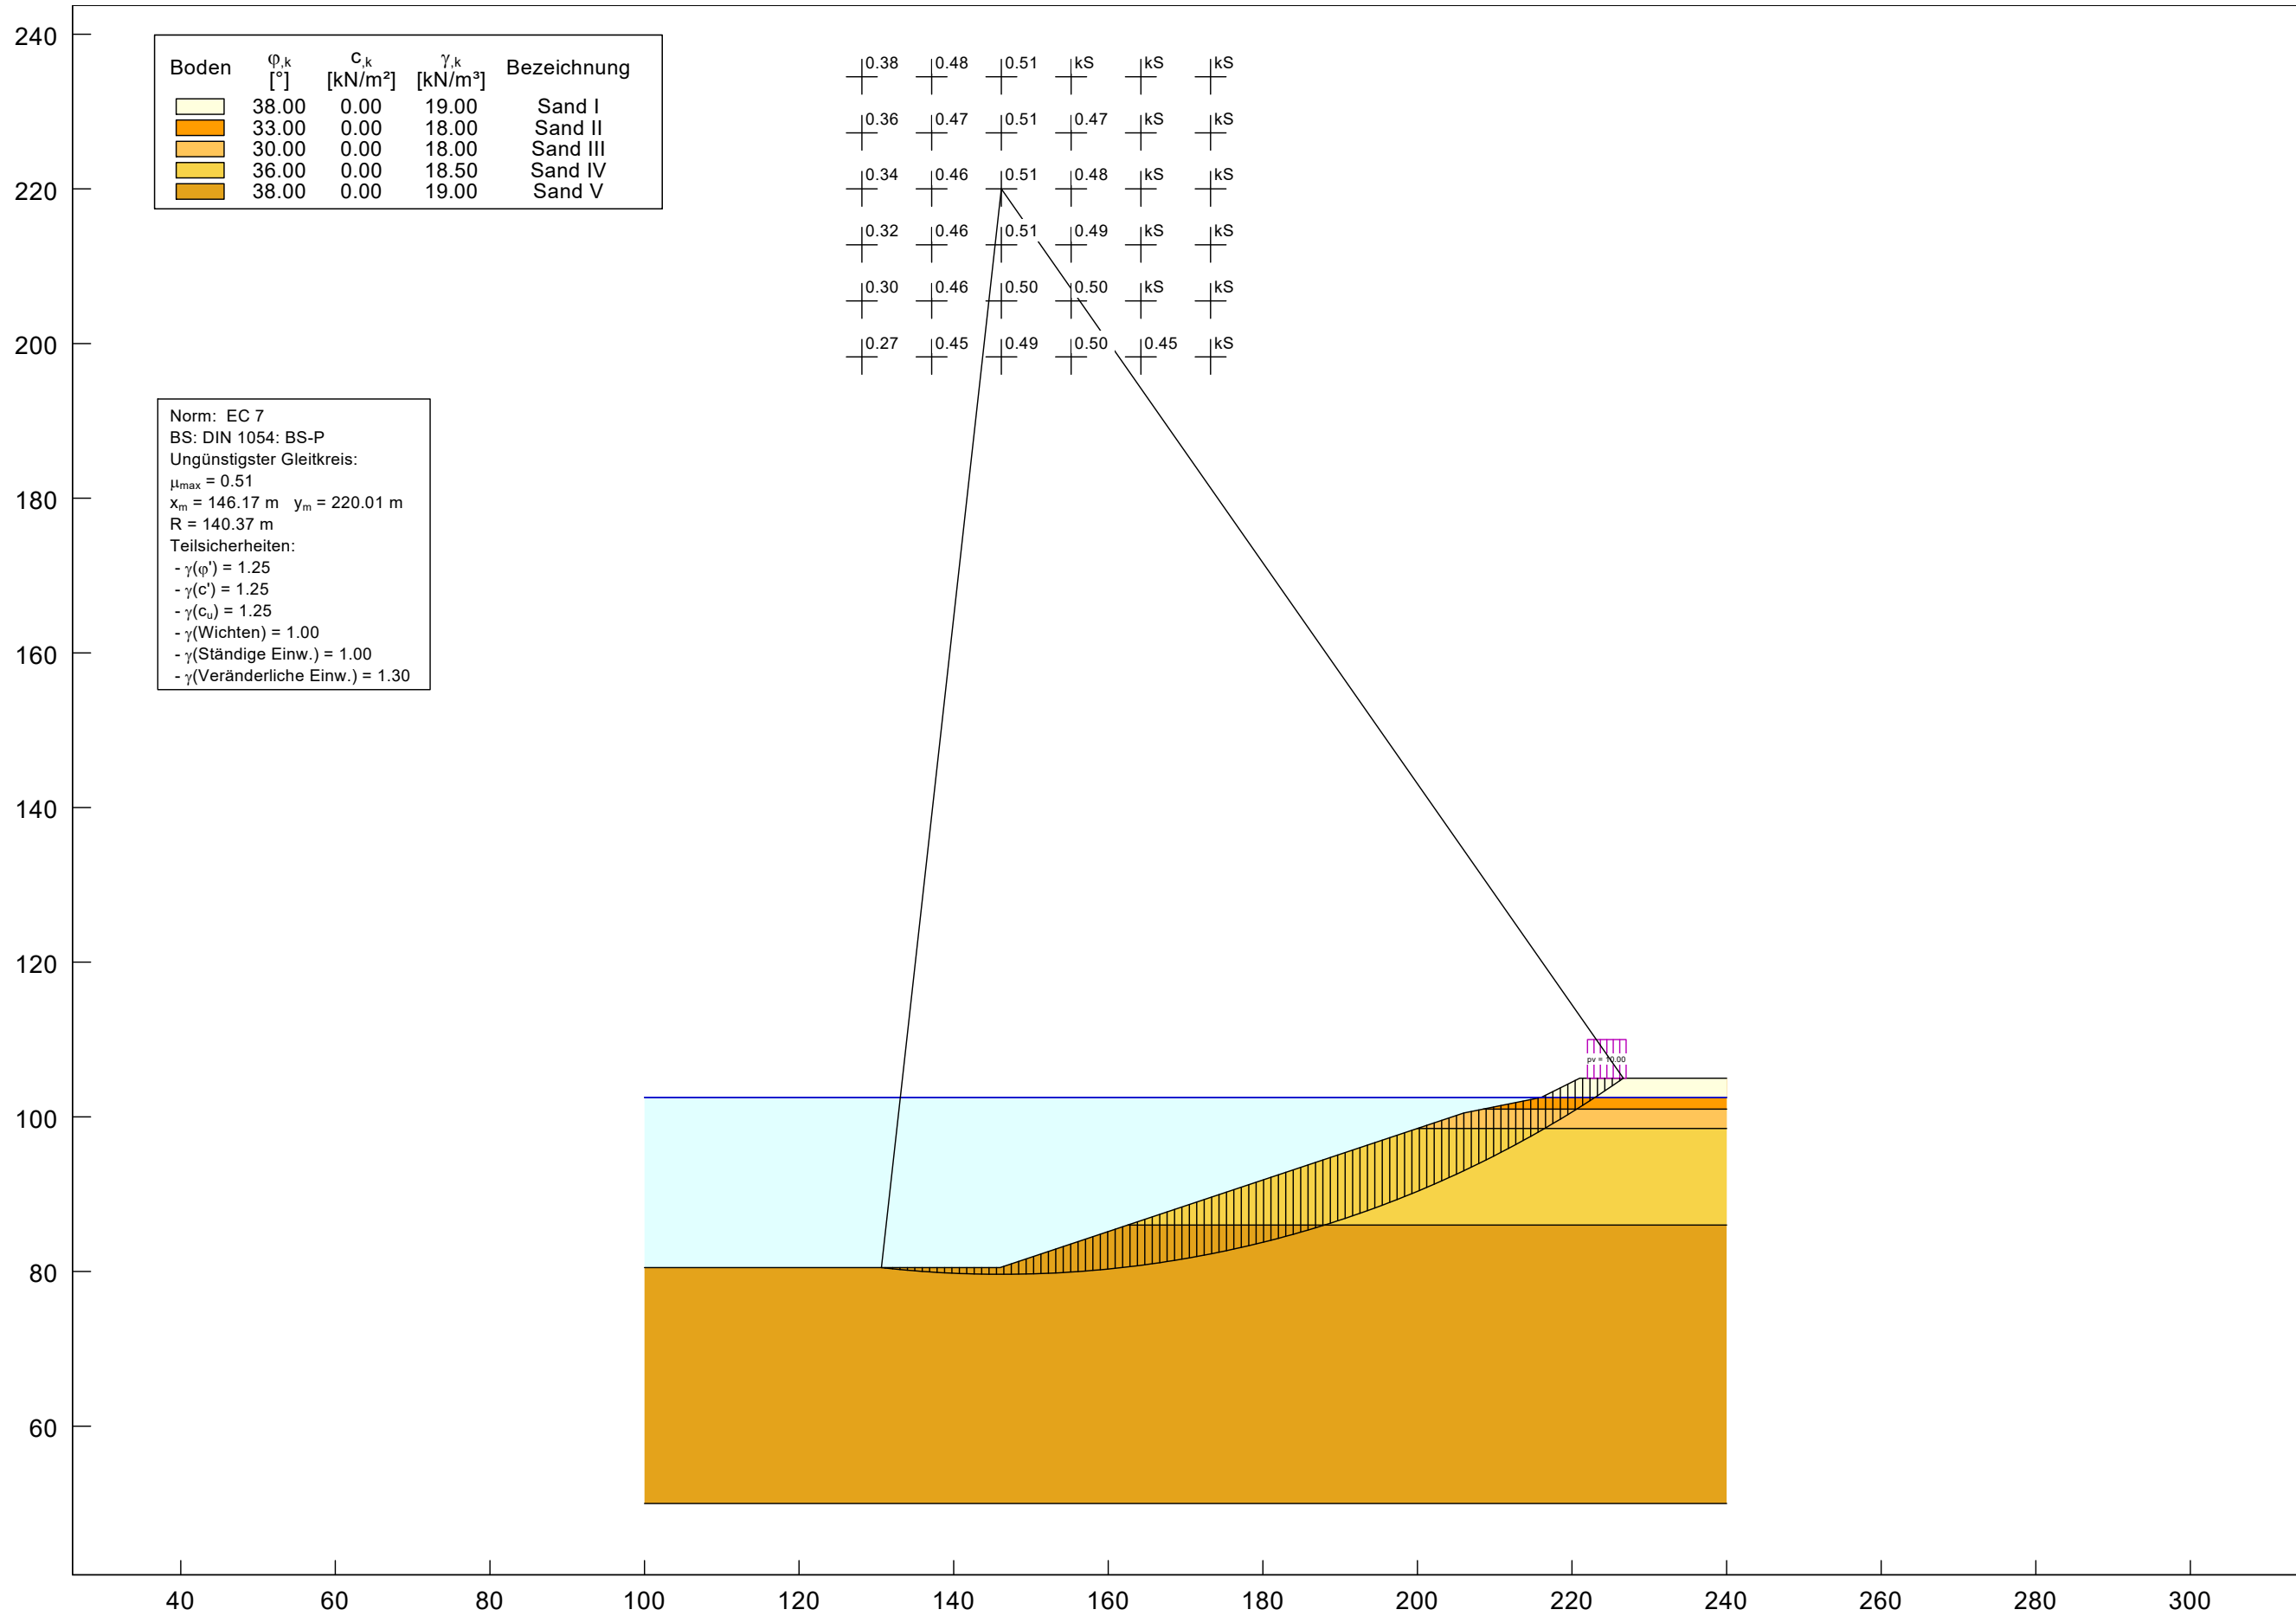 240
220
200
180
160
140
120
100
80
60
Boden φ,k c,k γ,k Bezeichnung
[°] [kN/m²] [kN/m³]
38.00 0.00 19.00 Sand I
33.00 0.00 18.00 Sand II
30.00 0.00 18.00 Sand III
36.00 0.00 18.50 Sand IV
38.00 0.00 19.00 Sand V
0.38 0.48 0.51 kS kS kS
0.36 0.47 0.51 0.47 kS kS
0.34 0.46 0.51 0.48 kS kS
0.32 0.46 0.51 0.49 kS kS
0.30 0.46 0.50 0.50 kS kS
0.27 0.45 0.49 0.50 0.45 kS
Norm: EC 7
BS: DIN 1054: BS-P
Ungünstigster Gleitkreis:
μmax = 0.51
xm = 146.17 m ym = 220.01 m
R = 140.37 m
Teilsicherheiten:
- γ(φ') = 1.25
- γ(c') = 1.25
- γ(cu) = 1.25
- γ(Wichten) = 1.00
- γ(Ständige Einw.) = 1.00
- γ(Veränderliche Einw.) = 1.30
pv = 10.00
40 60 80 100 120 140 160 180 200 220 240 260 280 300